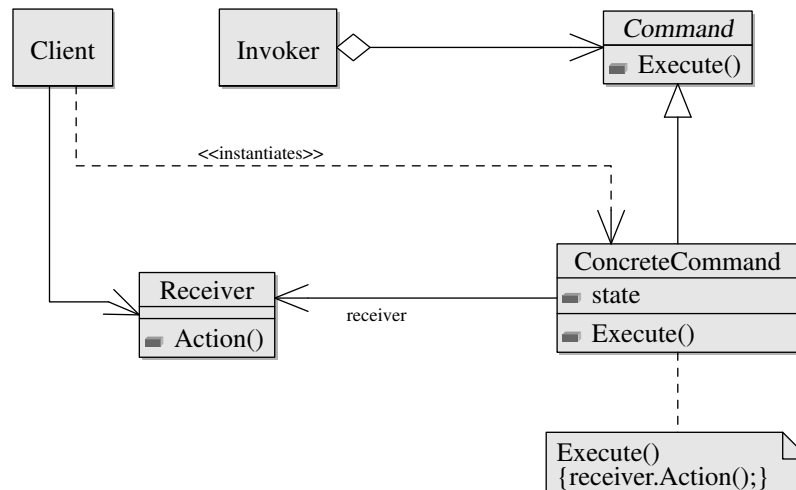 Client
Invoker
Command
Execute()
<<instantiates>>
Receiver
Action()
receiver
ConcreteCommand
state
Execute()
Execute()
{receiver.Action();}